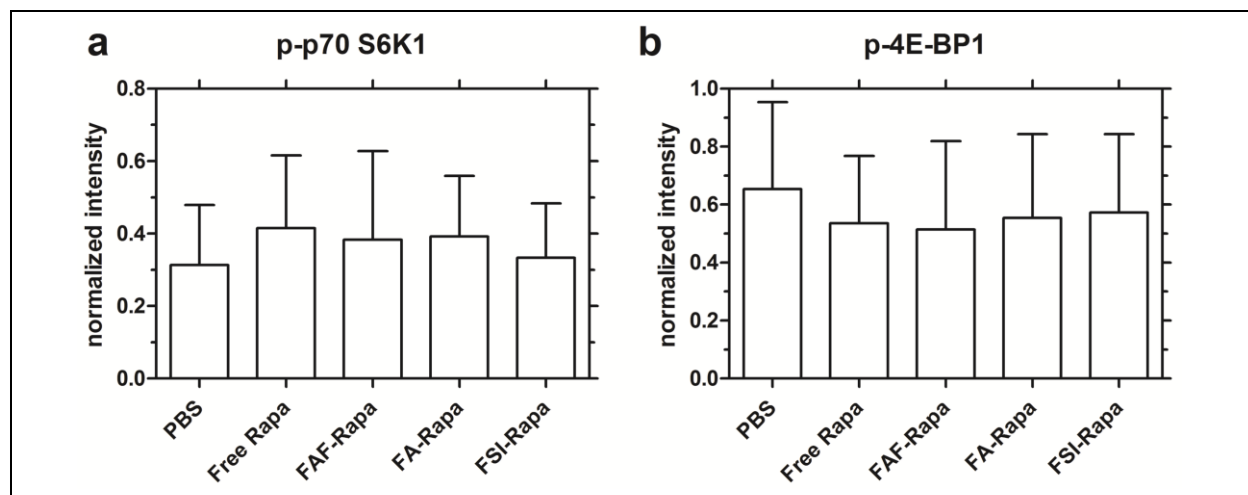 a
p-p70 S6K1
normalized intensity
0.8
0.6
0.4
0.2
0.0
PBS
Free Rapa
FAF-Rapa
FA-Rapa
FSI-Rapa
b
p-4E-BP1
normalized intensity
1.0
0.8
0.6
0.4
0.2
0.0
PBS
Free Rapa
FAF-Rapa
FA-Rapa
FSI-Rapa